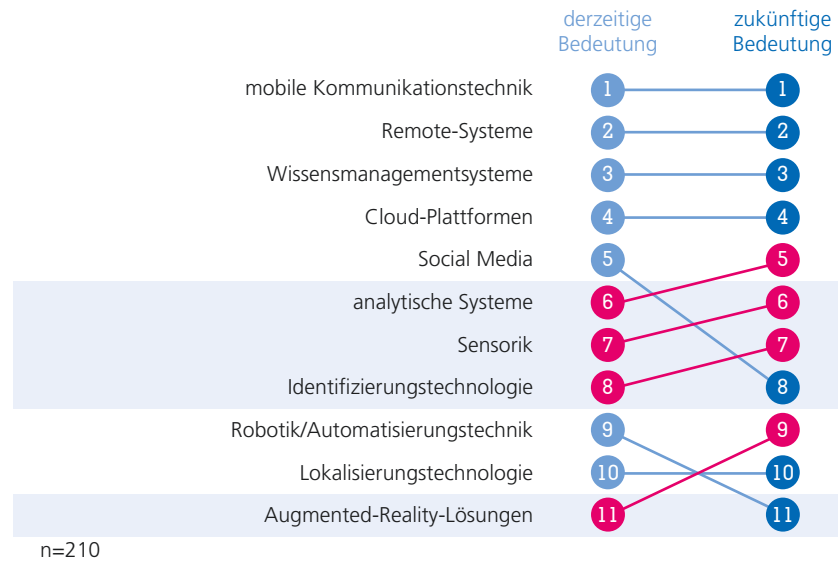 derzeitige zukünftige
Bedeutung Bedeutung
mobile Kommunikationstechnik 1 1
Remote-Systeme 2 2
Wissensmanagementsysteme 3 3
Cloud-Plattformen 4 4
Social Media 5 5
analytische Systeme 6 6
Sensorik 7 7
Identifizierungstechnologie 8 8
Robotik/Automatisierungstechnik 9 9
Lokalisierungstechnologie 10 10
Augmented-Reality-Lösungen 11 11
n=210